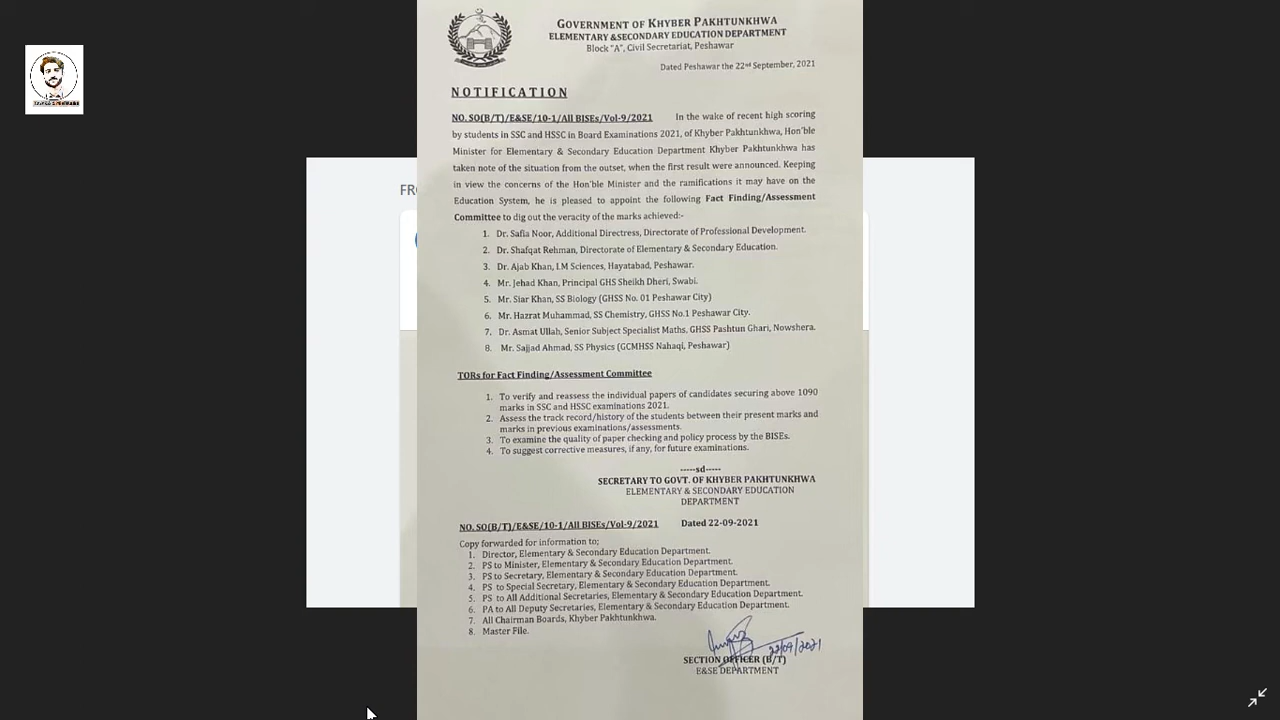 GOVERNMENT OF KHYBER PAKHTUNKHWA
ELEMENTARY &SECONDARY EDUCATION DEPARTMENT
Block "A", Civil Secretariat, Peshawar
Dated Peshawar the 22nd September, 2021
NOTIFICATION
NO. SO(B/T)/E&SE/10-1/All BISEs/Vol-9/2021 In the wake of recent high scoring
by students in SSC and HSSC in Board Examinations 2021, of Khyber Pakhtunkhwa, Hon'ble
Minister for Elementary & Secondary Education Department Khyber Pakhtunkhwa has
taken note of the situation from the outset, when the first result were announced. Keeping
in view the concerns of the Hon'ble Minister and the ramifications it may have on the
Education System, he is pleased to appoint the following Fact Finding/Assessment
Committee to dig out the veracity of the marks achieved:-
1. Dr. Safia Noor, Additional Directress, Directorate of Professional Development.
2. Dr. Shafqat Rehman, Directorate of Elementary & Secondary Education.
3. Dr. Ajab Khan, I.M Sciences, Hayatabad, Peshawar.
4. Mr. Jehad Khan, Principal GHS Sheikh Dheri, Swabi.
5. Mr. Siar Khan, SS Biology (GHSS No. 01 Peshawar City)
6. Mr. Hazrat Muhammad, SS Chemistry, GHSS No.1 Peshawar City.
7. Dr. Asmat Ullah, Senior Subject Specialist Maths, GHSS Pashtun Ghari, Nowshera.
8. Mr. Sajjad Ahmad, SS Physics (GCMHSS Nahaqi, Peshawar)
TORs for Fact Finding/Assessment Committee
1. To verify and reassess the individual papers of candidates securing above 1090
marks in SSC and HSSC examinations 2021.
2. Assess the track record/history of the students between their present marks and
marks in previous examinations/assessments.
3. To examine the quality of paper checking and policy process by the BISEs.
4. To suggest corrective measures, if any, for future examinations.
-----sd-----
SECRETARY TO GOVT. OF KHYBER PAKHTUNKHWA
ELEMENTARY & SECONDARY EDUCATION
DEPARTMENT
NO. SO(B/T)/E&SE/10-1/All BISEs/Vol-9/2021 Dated 22-09-2021
Copy forwarded for information to;
1. Director, Elementary & Secondary Education Department.
2. PS to Minister, Elementary & Secondary Education Department.
3. PS to Secretary, Elementary & Secondary Education Department.
4. PS to Special Secretary, Elementary & Secondary Education Department.
5. PS to All Additional Secretaries, Elementary & Secondary Education Department.
6. PA to All Deputy Secretaries, Elementary & Secondary Education Department.
7. All Chairman Boards, Khyber Pakhtunkhwa.
8. Master File.
22/09/2021
SECTION OFFICER (B/T)
E&SE DEPARTMENT
FRO